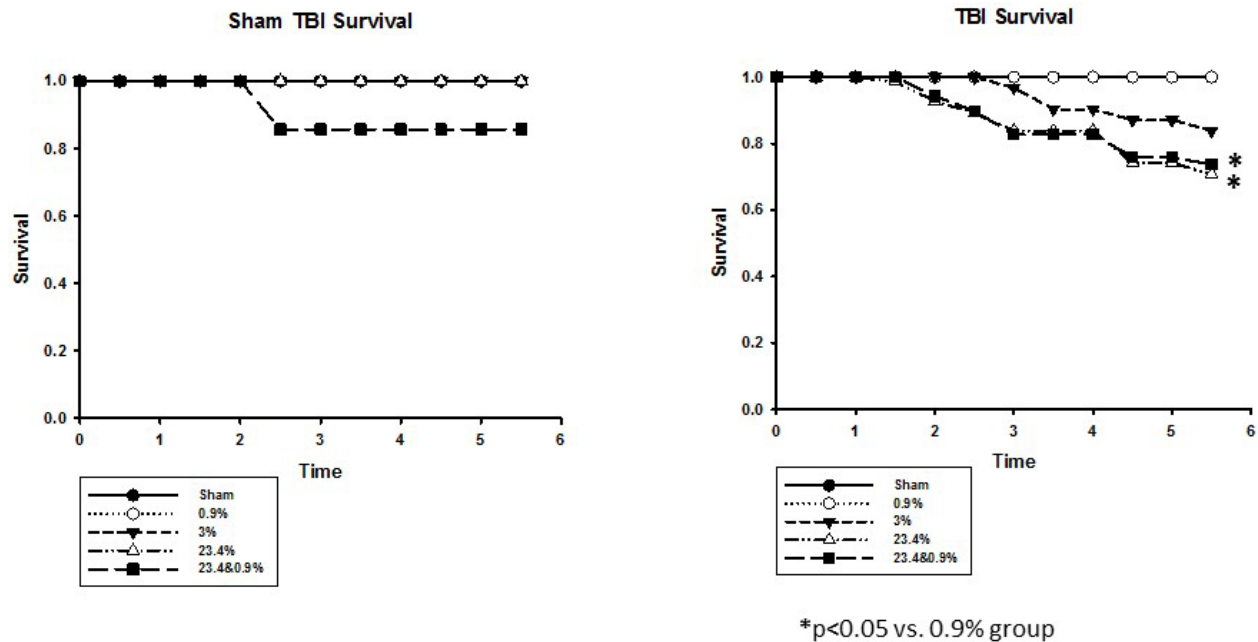 Sham TBI Survival
1.0
0.8
0.6
0.4
0.2
0.0
Survival
0 1 2 3 4 5 6
Time
Sham
0.9%
3%
23.4%
23.4&0.9%
TBI Survival
1.0
0.8
0.6
0.4
0.2
0.0
Survival
*
*
0 1 2 3 4 5 6
Time
Sham
0.9%
3%
23.4%
23.4&0.9%
*p<0.05 vs. 0.9% group